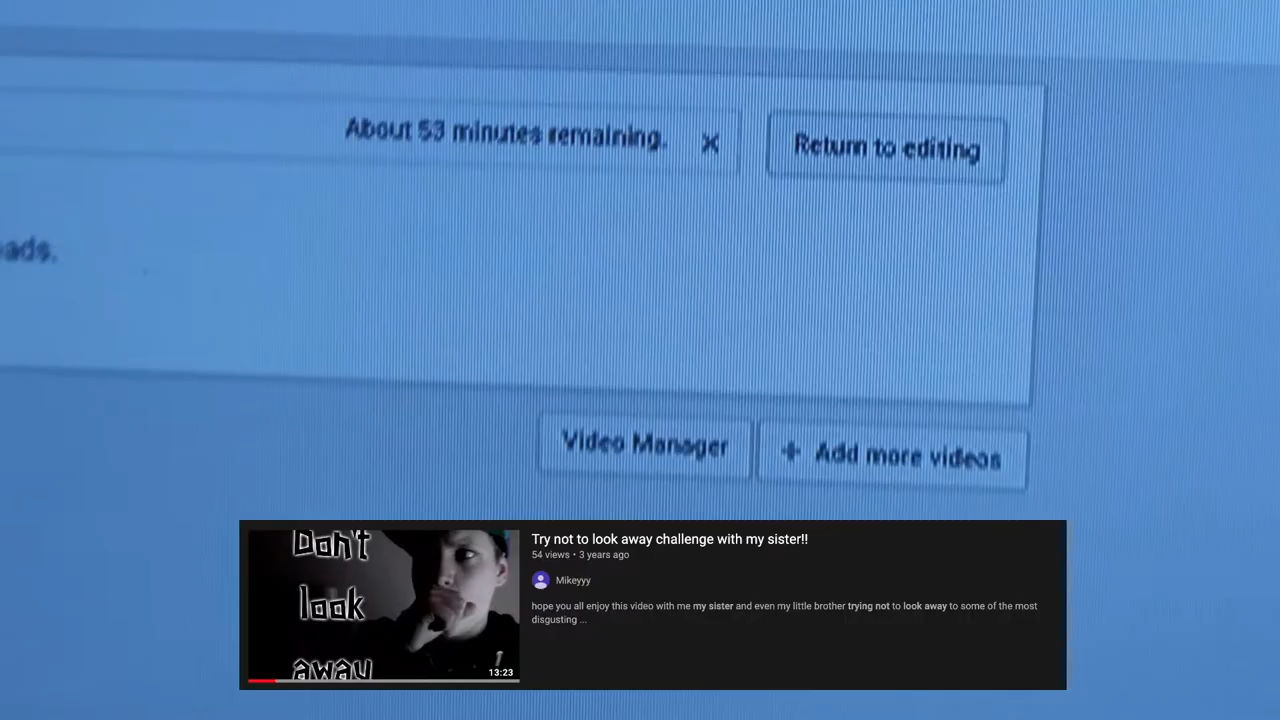 About 53 minutes remaining. ×
Return to editing
oads.
Video Manager
+ Add more videos
Don't
look
away
13:23
Try not to look away challenge with my sister!!
54 views • 3 years ago
Mikeyyy
hope you all enjoy this video with me my sister and even my little brother trying not to look away to some of the most
disgusting ...